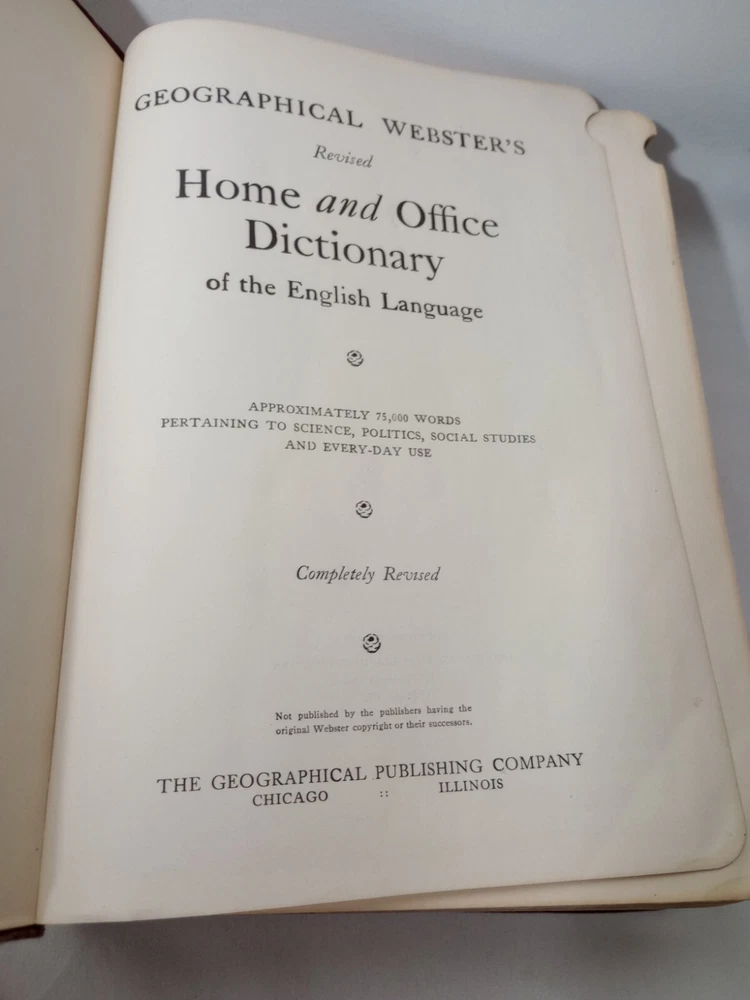 GEOGRAPHICAL WEBSTER'S
Revised
Home and Office
Dictionary
of the English Language
APPROXIMATELY 75,000 WORDS
PERTAINING TO SCIENCE, POLITICS, SOCIAL STUDIES
AND EVERY-DAY USE
Completely Revised
Not published by the publishers having the
original Webster copyright or their successors.
THE GEOGRAPHICAL PUBLISHING COMPANY
CHICAGO :: ILLINOIS